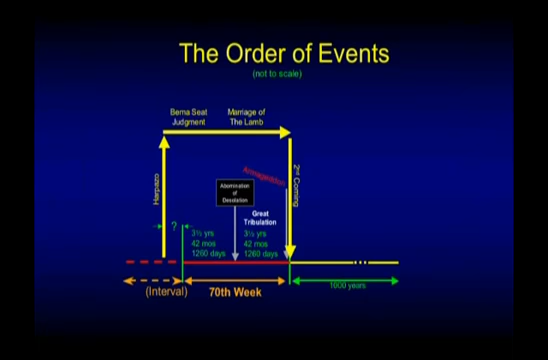 The Order of Events
(not to scale)
Bema Seat
Judgment
Marriage of
The Lamb
Harpazo
Armageddon
2nd Coming
Abomination
of
Desolation
Great
Tribulation
?
3½ yrs
42 mos
1260 days
3½ yrs
42 mos
1260 days
(Interval)
70th Week
1000 years